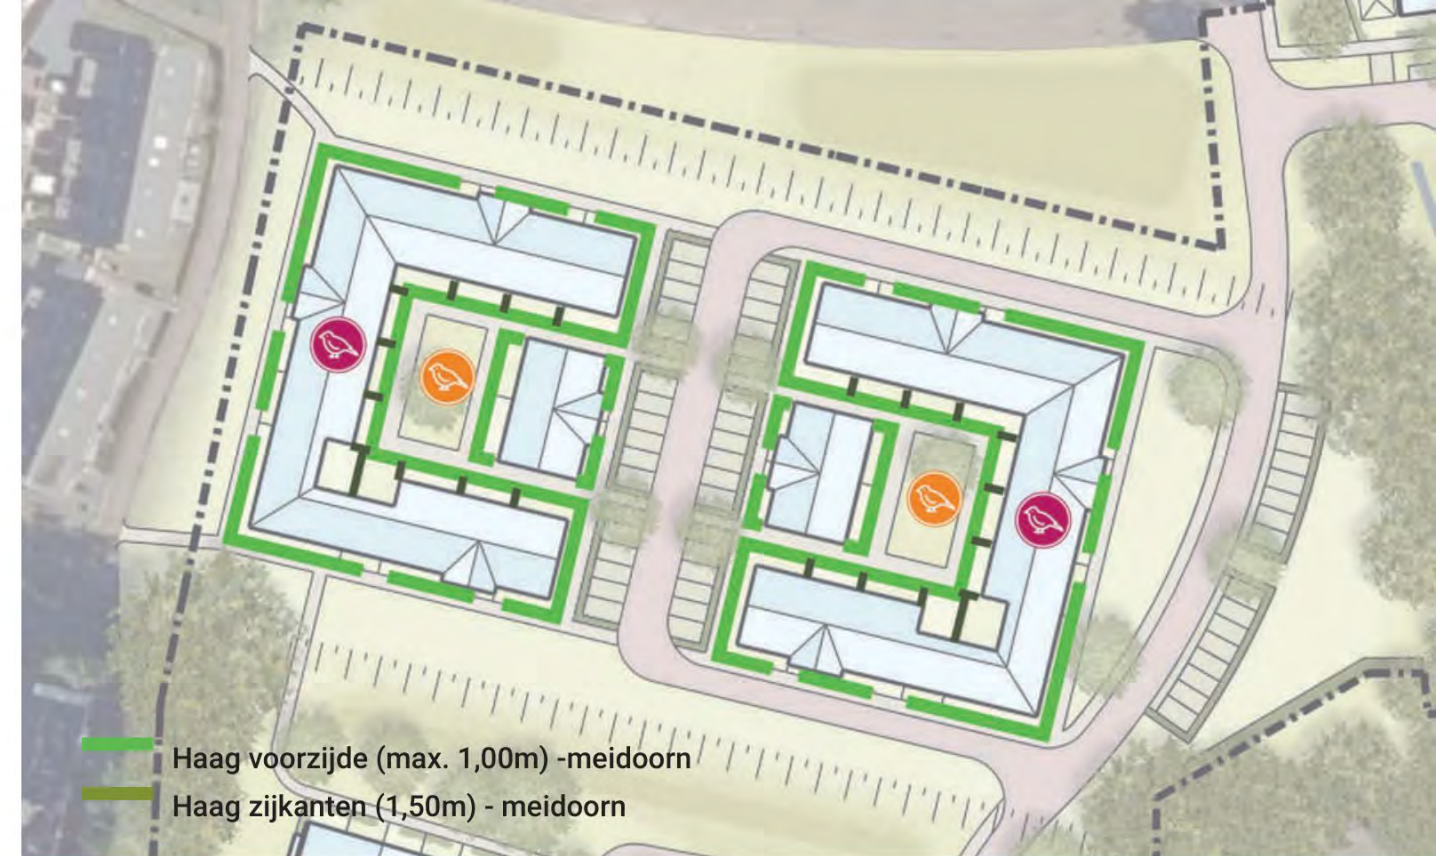 Haag voorzijde (max. 1,00m) -meidoorn
Haag zijkanten (1,50m) - meidoorn